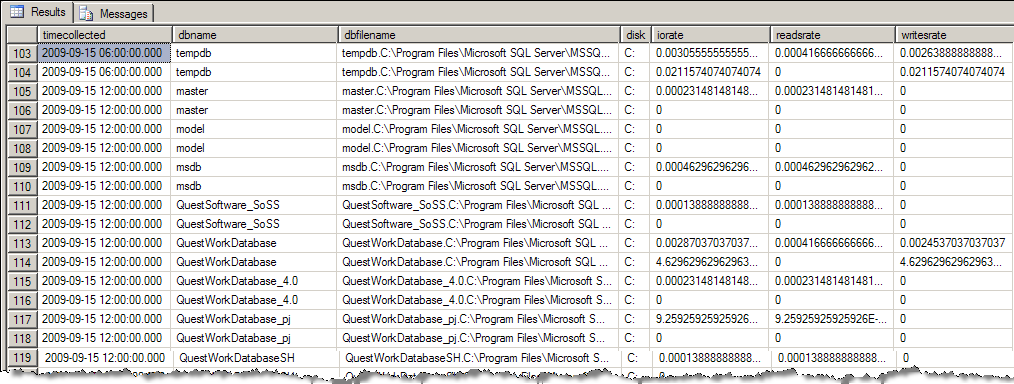 Results Messages
timecollected dbname dbfilename disk iorate readsrate writesrate
103 2009-09-15 06:00:00.000 tempdb tempdb.C:\Program Files\Microsoft SQL Server\MSSQ... C: 0.00305555555555... 0.000416666666666... 0.00263888888888...
104 2009-09-15 06:00:00.000 tempdb tempdb.C:\Program Files\Microsoft SQL Server\MSSQ... C: 0.0211574074074074 0 0.0211574074074074
105 2009-09-15 12:00:00.000 master master.C:\Program Files\Microsoft SQL Server\MSSQL... C: 0.00023148148148... 0.000231481481481... 0
106 2009-09-15 12:00:00.000 master master.C:\Program Files\Microsoft SQL Server\MSSQL... C: 0 0 0
107 2009-09-15 12:00:00.000 model model.C:\Program Files\Microsoft SQL Server\MSSQL... C: 0 0 0
108 2009-09-15 12:00:00.000 model model.C:\Program Files\Microsoft SQL Server\MSSQL... C: 0 0 0
109 2009-09-15 12:00:00.000 msdb msdb.C:\Program Files\Microsoft SQL Server\MSSQL... C: 0.00046296296296... 0.000462962962962... 0
110 2009-09-15 12:00:00.000 msdb msdb.C:\Program Files\Microsoft SQL Server\MSSQL... C: 0 0 0
111 2009-09-15 12:00:00.000 QuestSoftware_SoSS QuestSoftware_SoSS.C:\Program Files\Microsoft SQL ... C: 0.00013888888888... 0.000138888888888... 0
112 2009-09-15 12:00:00.000 QuestSoftware_SoSS QuestSoftware_SoSS.C:\Program Files\Microsoft SQL ... C: 0 0 0
113 2009-09-15 12:00:00.000 QuestWorkDatabase QuestWorkDatabase.C:\Program Files\Microsoft SQL ... C: 0.00287037037037... 0.000416666666666... 0.0024537037037037
114 2009-09-15 12:00:00.000 QuestWorkDatabase QuestWorkDatabase.C:\Program Files\Microsoft SQL ... C: 4.62962962962963... 0 4.62962962962963...
115 2009-09-15 12:00:00.000 QuestWorkDatabase_4.0 QuestWorkDatabase_4.0.C:\Program Files\Microsoft S... C: 0.00023148148148... 0.000231481481481... 0
116 2009-09-15 12:00:00.000 QuestWorkDatabase_4.0 QuestWorkDatabase_4.0.C:\Program Files\Microsoft S... C: 0 0 0
117 2009-09-15 12:00:00.000 QuestWorkDatabase_pj QuestWorkDatabase_pj.C:\Program Files\Microsoft S... C: 9.25925925925926... 9.25925925925926E-... 0
118 2009-09-15 12:00:00.000 QuestWorkDatabase_pj QuestWorkDatabase_pj.C:\Program Files\Microsoft S... C: 0 0 0
119 2009-09-15 12:00:00.000 QuestWorkDatabaseSH QuestWorkDatabaseSH.C:\Program Files\Microsoft ... C: 0.00013888888888... 0.000138888888888... 0